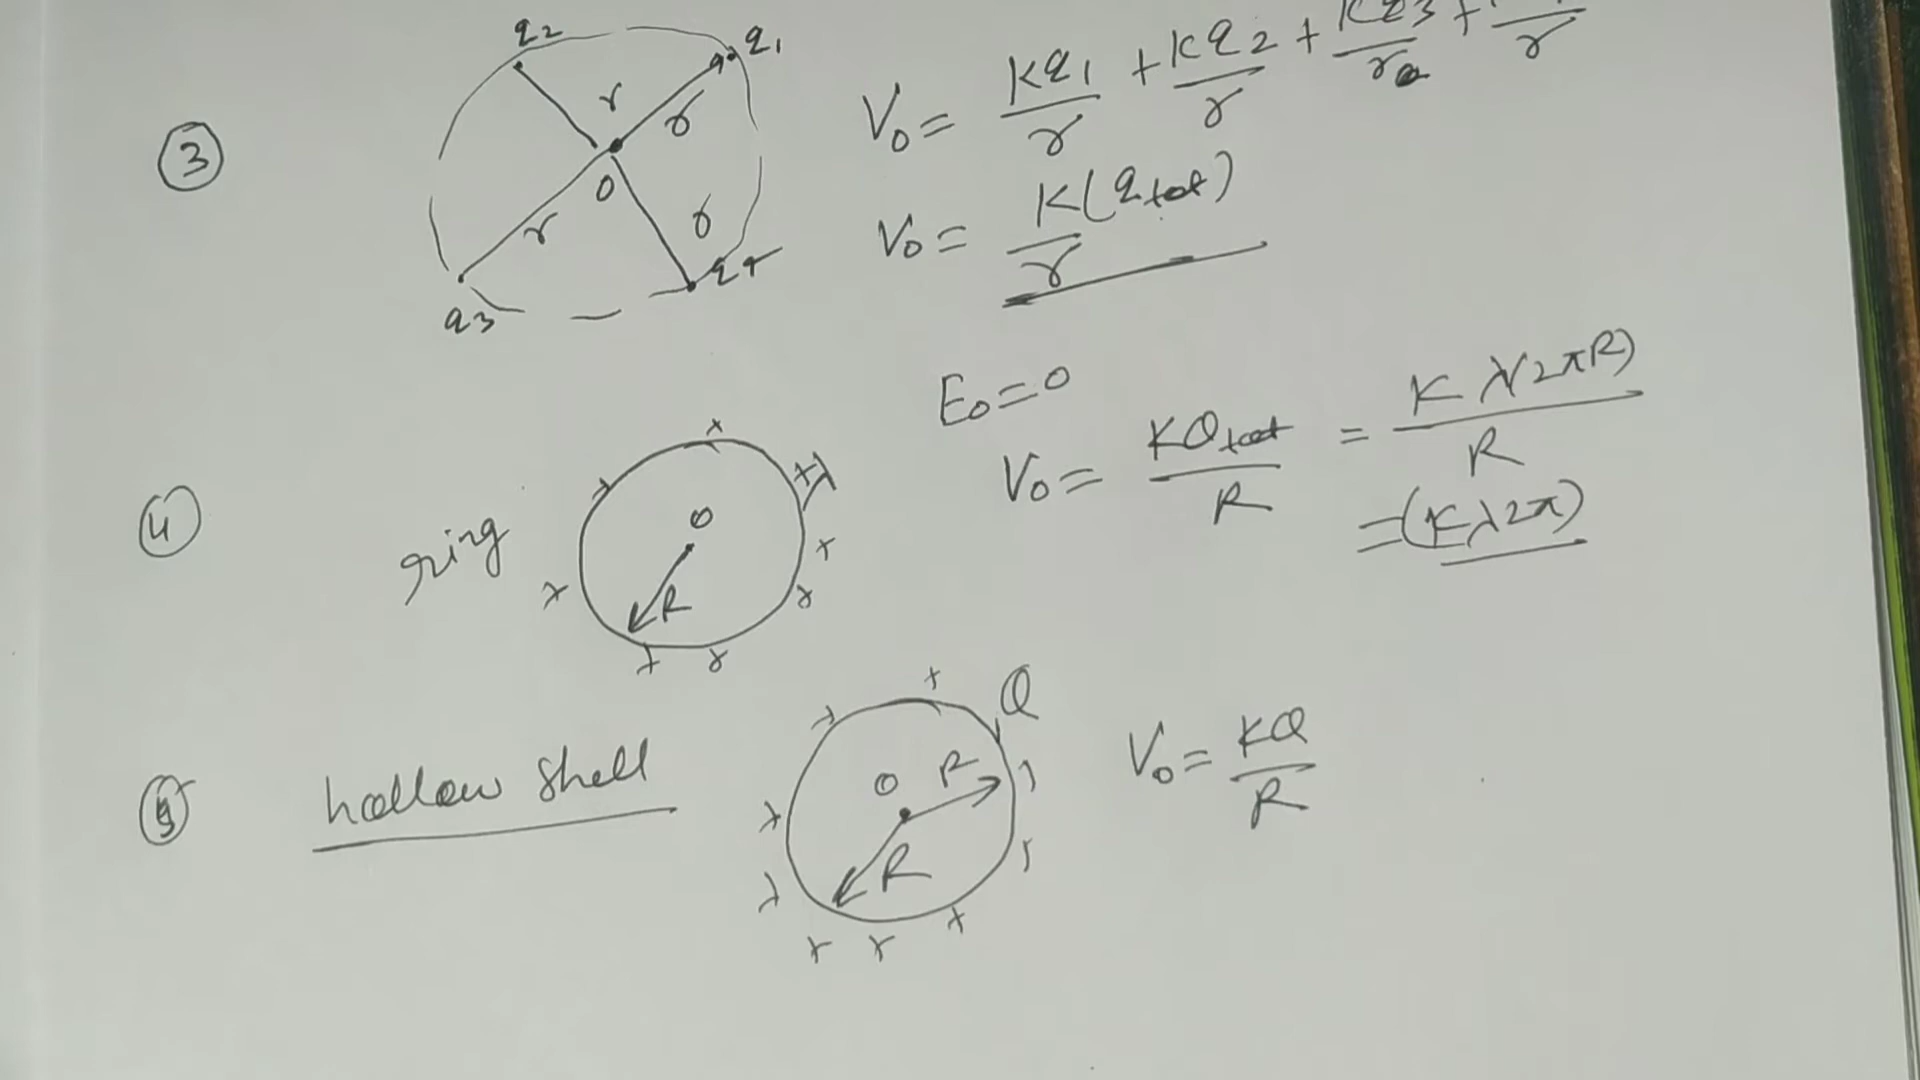 ③
q2
q1
r
r
O
r
r
q3
q4
V0 = Kq1/r + Kq2/r + Kq3/r +
V0 = K(qtot)/r
④
ring
O
R
λ
E0 = 0
V0 = KQtot/R = Kλ(2πR)/R
= (Kλ2π)
⑤
hollow shell
Q
O
R
R
V0 = KQ/R